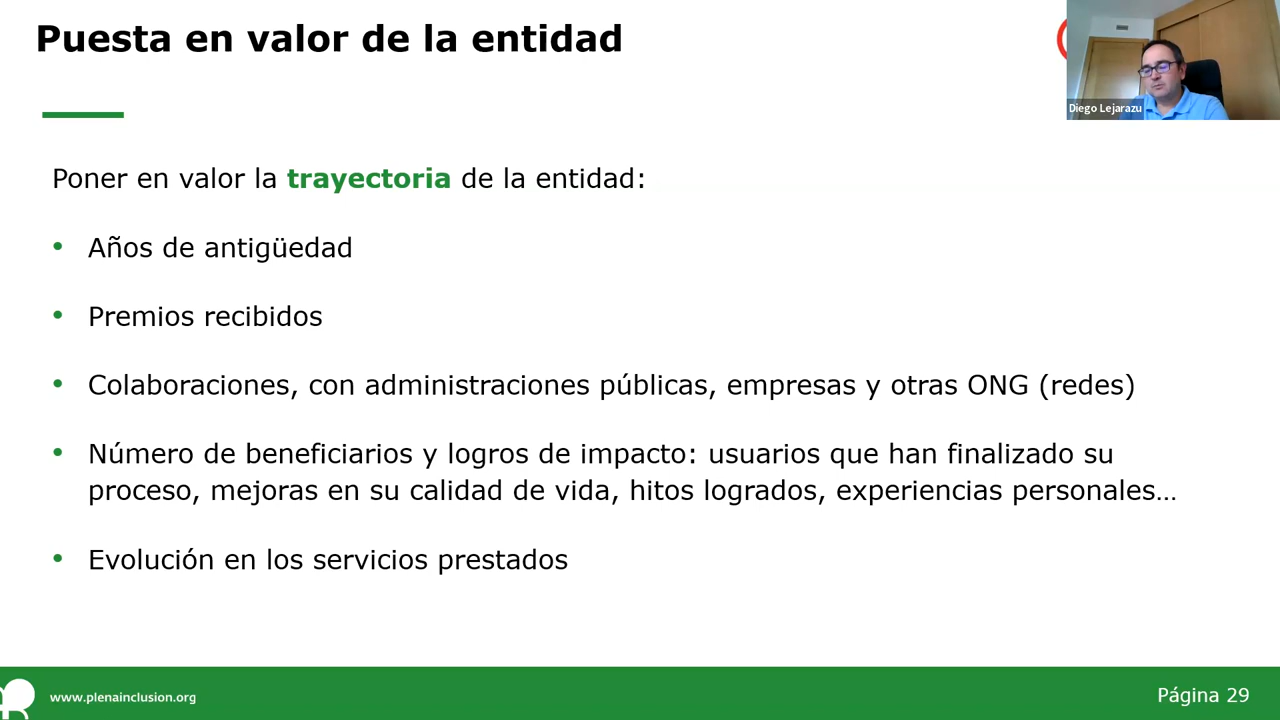 Puesta en valor de la entidad
Diego Lejarazu
Poner en valor la trayectoria de la entidad:
• Años de antigüedad
• Premios recibidos
• Colaboraciones, con administraciones públicas, empresas y otras ONG (redes)
• Número de beneficiarios y logros de impacto: usuarios que han finalizado su
proceso, mejoras en su calidad de vida, hitos logrados, experiencias personales…
• Evolución en los servicios prestados
www.plenainclusion.org
Página 29